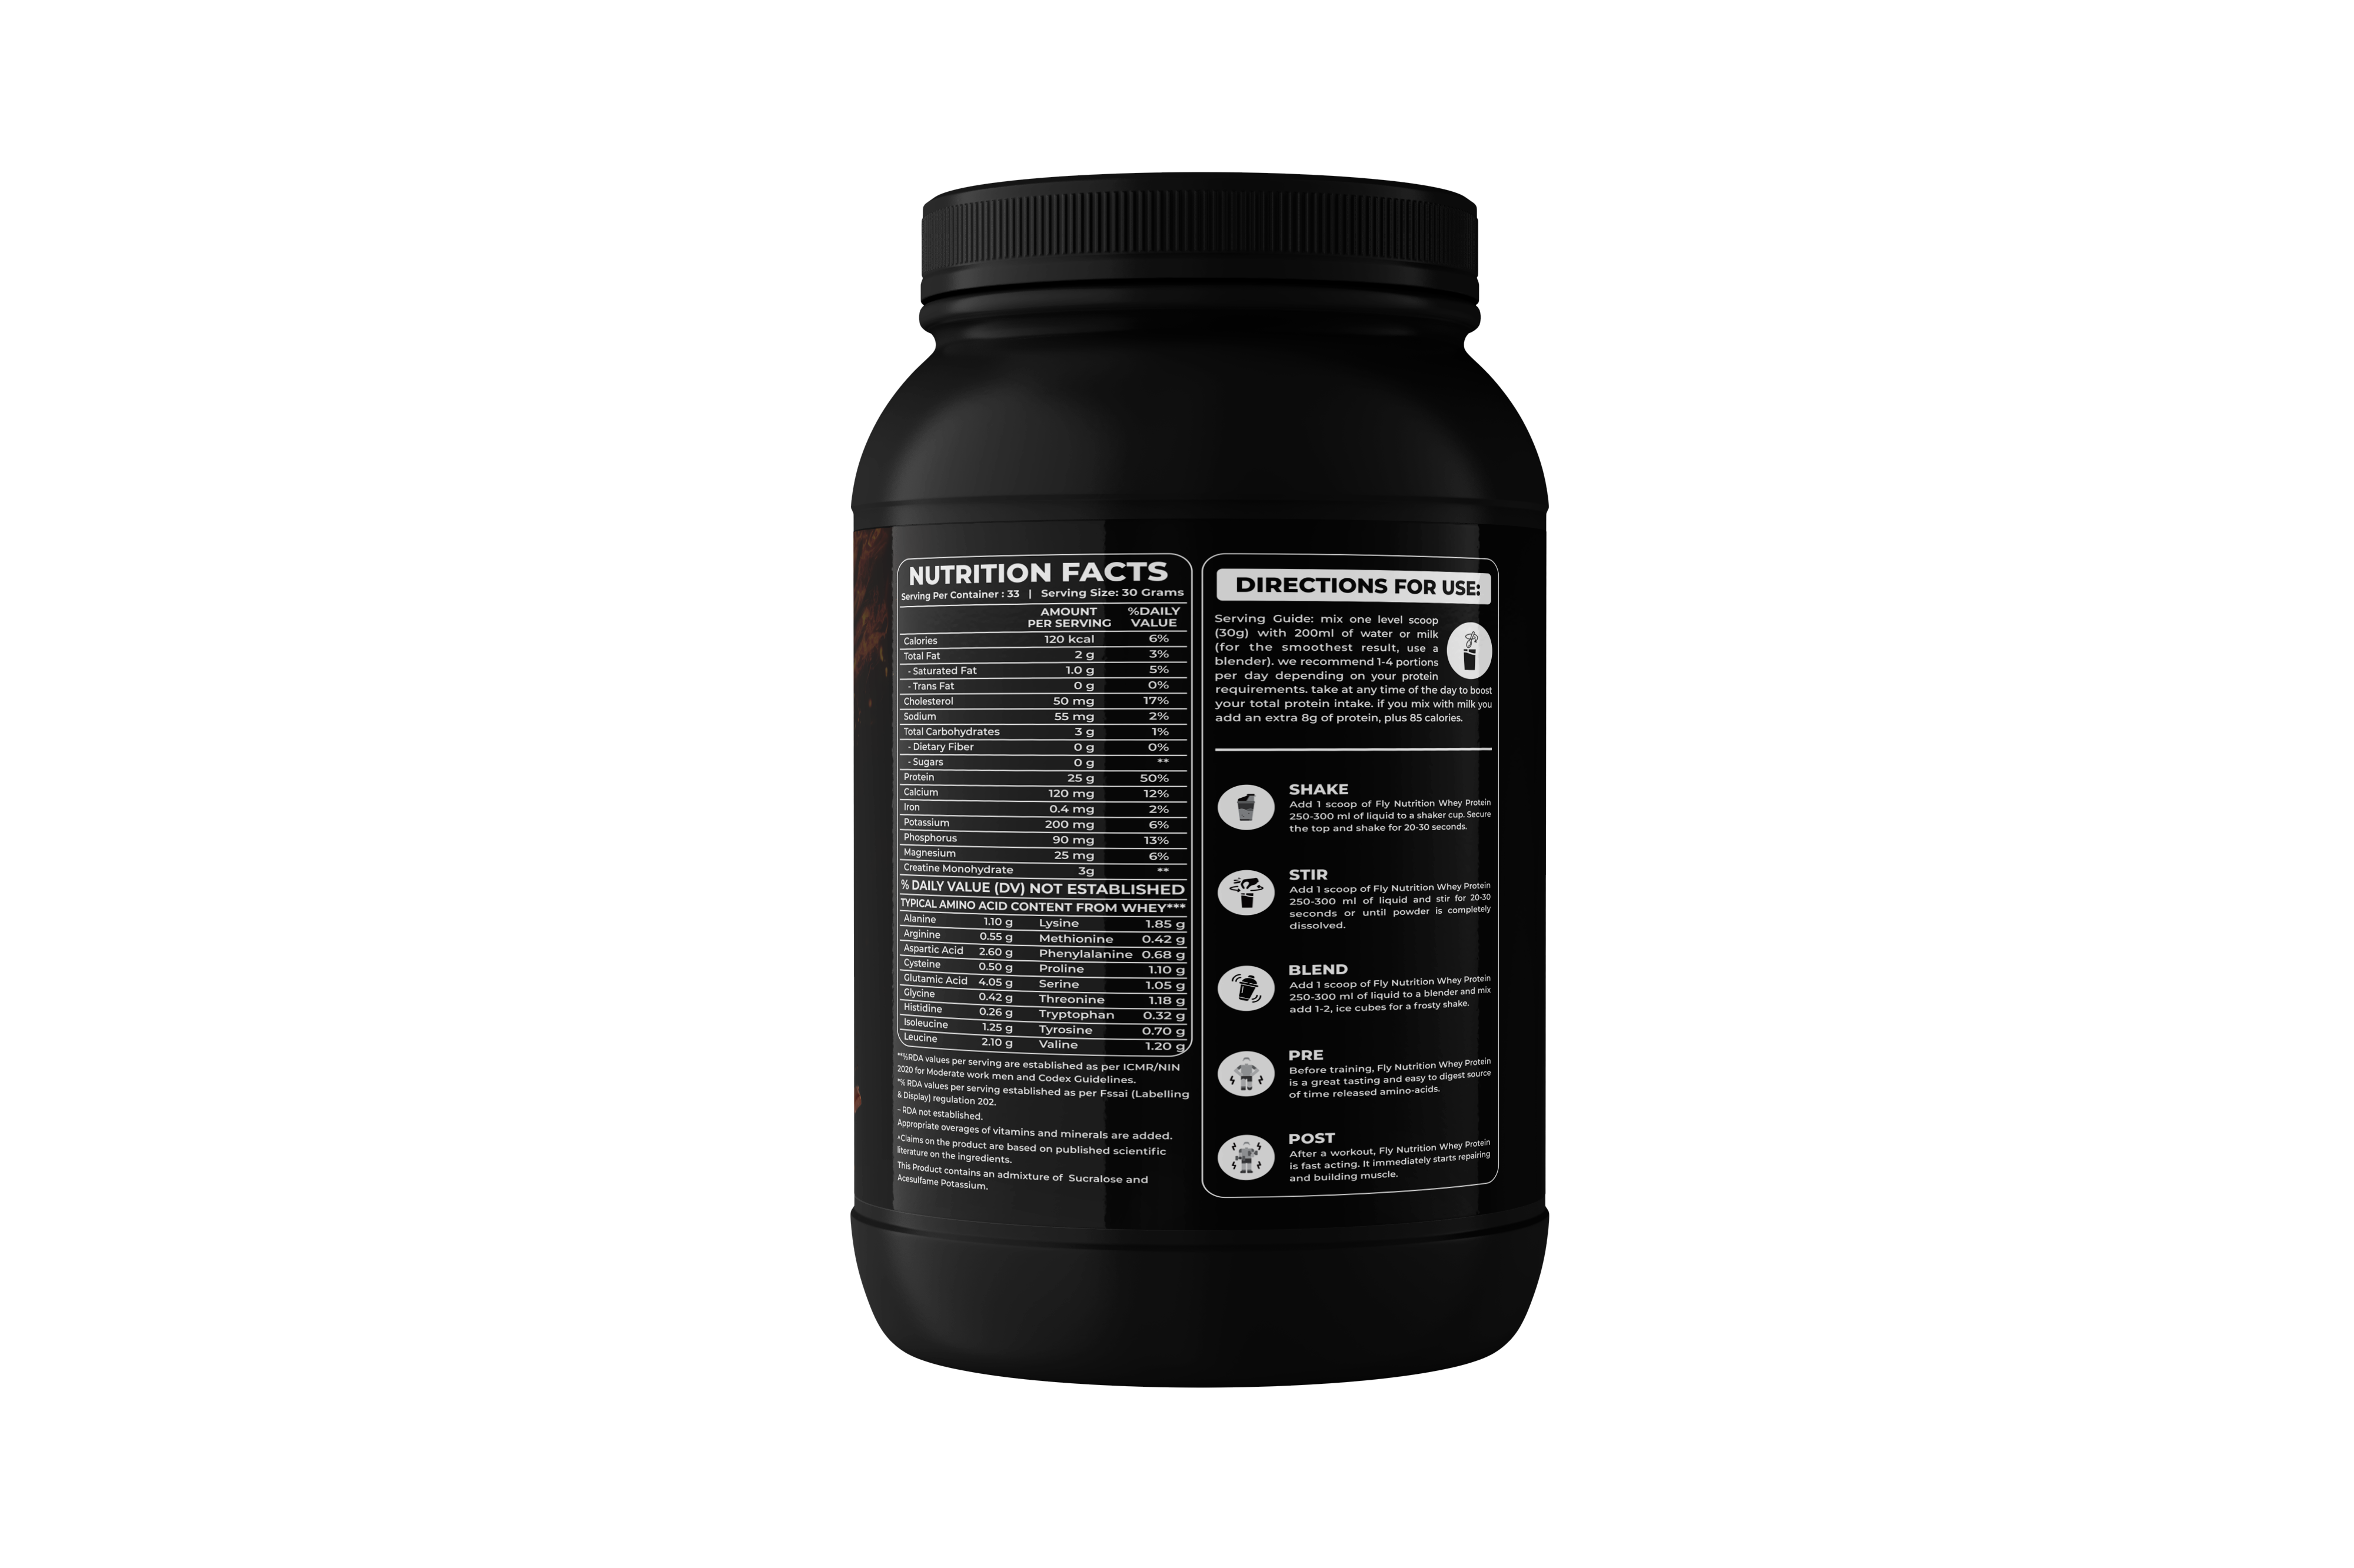 NUTRITION FACTS
Serving Per Container : 33 | Serving Size: 30 Grams
AMOUNT PER SERVING %DAILY VALUE
Calories 120 kcal 6%
Total Fat 2 g 3%
- Saturated Fat 1.0 g 5%
- Trans Fat 0 g 0%
Cholesterol 50 mg 17%
Sodium 55 mg 2%
Total Carbohydrates 3 g 1%
- Dietary Fiber 0 g 0%
- Sugars 0 g **
Protein 25 g 50%
Calcium 120 mg 12%
Iron 0.4 mg 2%
Potassium 200 mg 6%
Phosphorus 90 mg 13%
Magnesium 25 mg 6%
Creatine Monohydrate 3g **
% DAILY VALUE (DV) NOT ESTABLISHED
TYPICAL AMINO ACID CONTENT FROM WHEY***
Alanine 1.10 g Lysine 1.85 g
Arginine 0.55 g Methionine 0.42 g
Aspartic Acid 2.60 g Phenylalanine 0.68 g
Cysteine 0.50 g Proline 1.10 g
Glutamic Acid 4.05 g Serine 1.05 g
Glycine 0.42 g Threonine 1.18 g
Histidine 0.26 g Tryptophan 0.32 g
Isoleucine 1.25 g Tyrosine 0.70 g
Leucine 2.10 g Valine 1.20 g
**%RDA values per serving are established as per ICMR/NIN
2020 for Moderate work men and Codex Guidelines.
*% RDA values per serving established as per Fssai (Labelling
& Display) regulation 202.
– RDA not established.
Appropriate overages of vitamins and minerals are added.
^Claims on the product are based on published scientific
literature on the ingredients.
This Product contains an admixture of Sucralose and
Acesulfame Potassium.
DIRECTIONS FOR USE:
Serving Guide: mix one level scoop
(30g) with 200ml of water or milk
(for the smoothest result, use a
blender). we recommend 1-4 portions
per day depending on your protein
requirements. take at any time of the day to boost
your total protein intake. if you mix with milk you
add an extra 8g of protein, plus 85 calories.
SHAKE
Add 1 scoop of Fly Nutrition Whey Protein
250-300 ml of liquid to a shaker cup. Secure
the top and shake for 20-30 seconds.
STIR
Add 1 scoop of Fly Nutrition Whey Protein
250-300 ml of liquid and stir for 20-30
seconds or until powder is completely
dissolved.
BLEND
Add 1 scoop of Fly Nutrition Whey Protein
250-300 ml of liquid to a blender and mix
add 1-2, ice cubes for a frosty shake.
PRE
Before training, Fly Nutrition Whey Protein
is a great tasting and easy to digest source
of time released amino-acids.
POST
After a workout, Fly Nutrition Whey Protein
is fast acting. It immediately starts repairing
and building muscle.